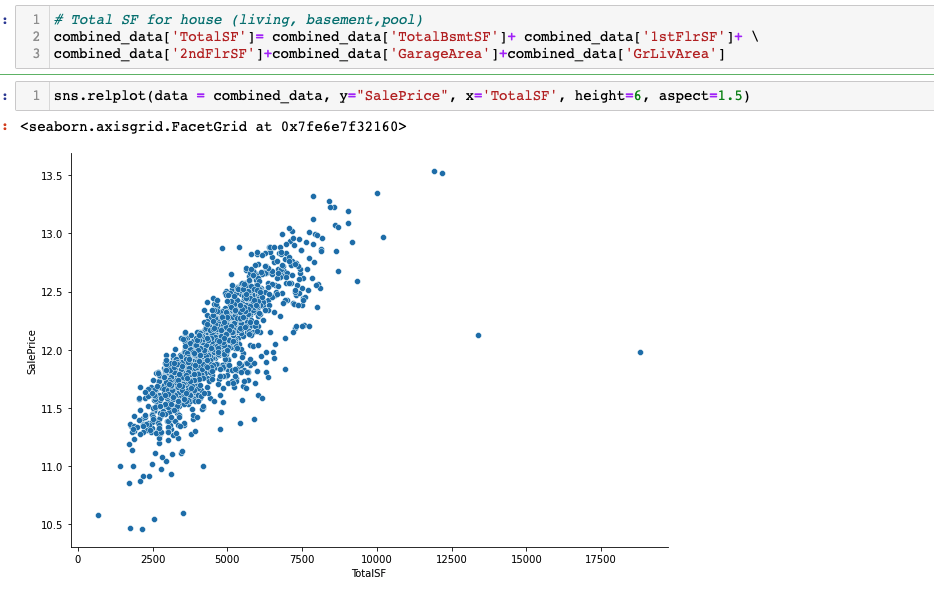 : 1 # Total SF for house (living, basement,pool)
2 combined_data['TotalSF']= combined_data['TotalBsmtSF']+ combined_data['1stFlrSF']+ \
3 combined_data['2ndFlrSF']+combined_data['GarageArea']+combined_data['GrLivArea']
: 1 sns.relplot(data = combined_data, y="SalePrice", x='TotalSF', height=6, aspect=1.5)
: <seaborn.axisgrid.FacetGrid at 0x7fe6e7f32160>
13.5
13.0
12.5
12.0
SalePrice
11.5
11.0
10.5
0 2500 5000 7500 10000 12500 15000 17500
TotalSF